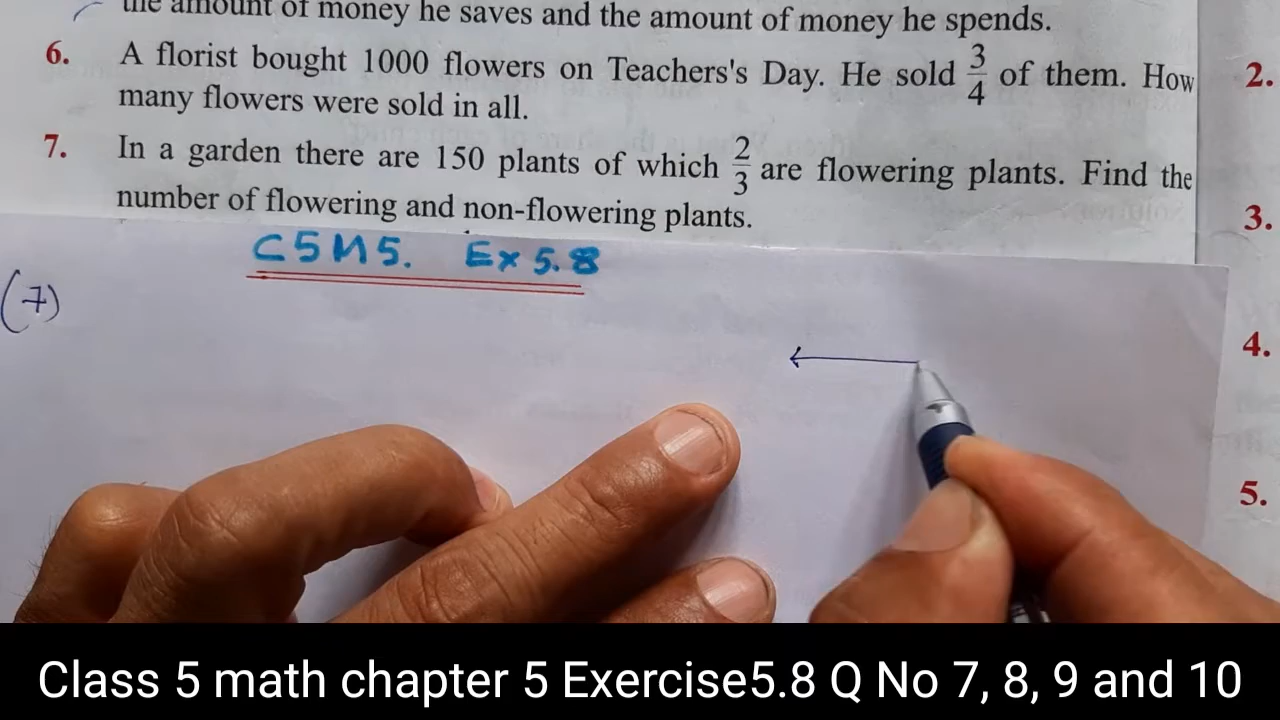 the amount of money he saves and the amount of money he spends.
6. A florist bought 1000 flowers on Teachers's Day. He sold 3/4 of them. How
many flowers were sold in all.
7. In a garden there are 150 plants of which 2/3 are flowering plants. Find the
number of flowering and non-flowering plants.
2.
3.
4.
5.
C5M5. Ex 5.8
(7)
Class 5 math chapter 5 Exercise5.8 Q No 7, 8, 9 and 10